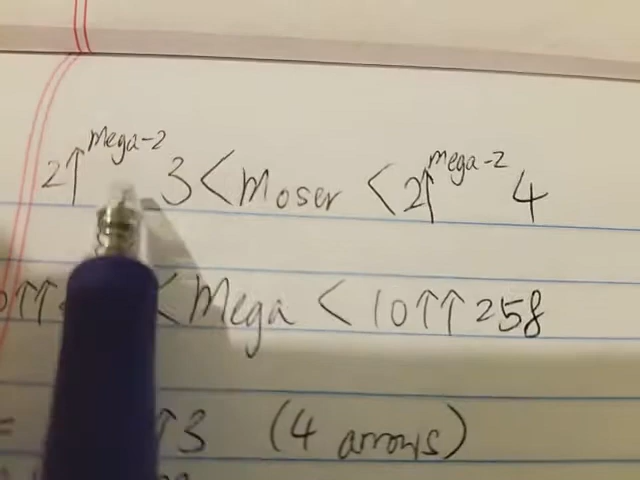 2↑^mega-2 3 < moser < 2↑^mega-2 4
↑↑ < Mega < 10↑↑258
= ↑3 (4 arrows)